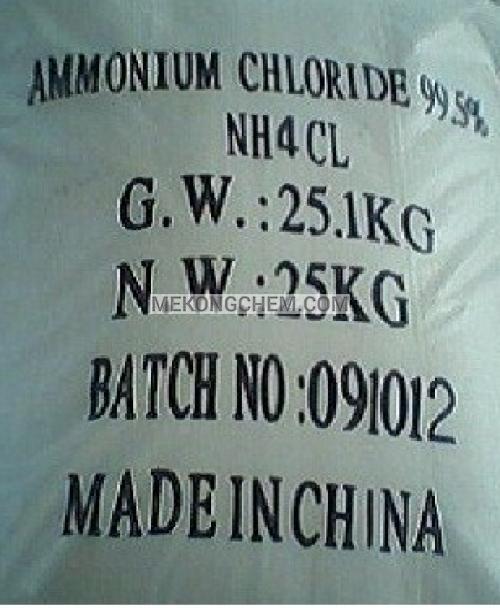 AMMONIUM CHLORIDE 99.5%
NH4CL
G.W.:25.1KG
N W.:25KG
MEKONGCHEM.COM
BATCH NO:091012
MADE IN CHINA